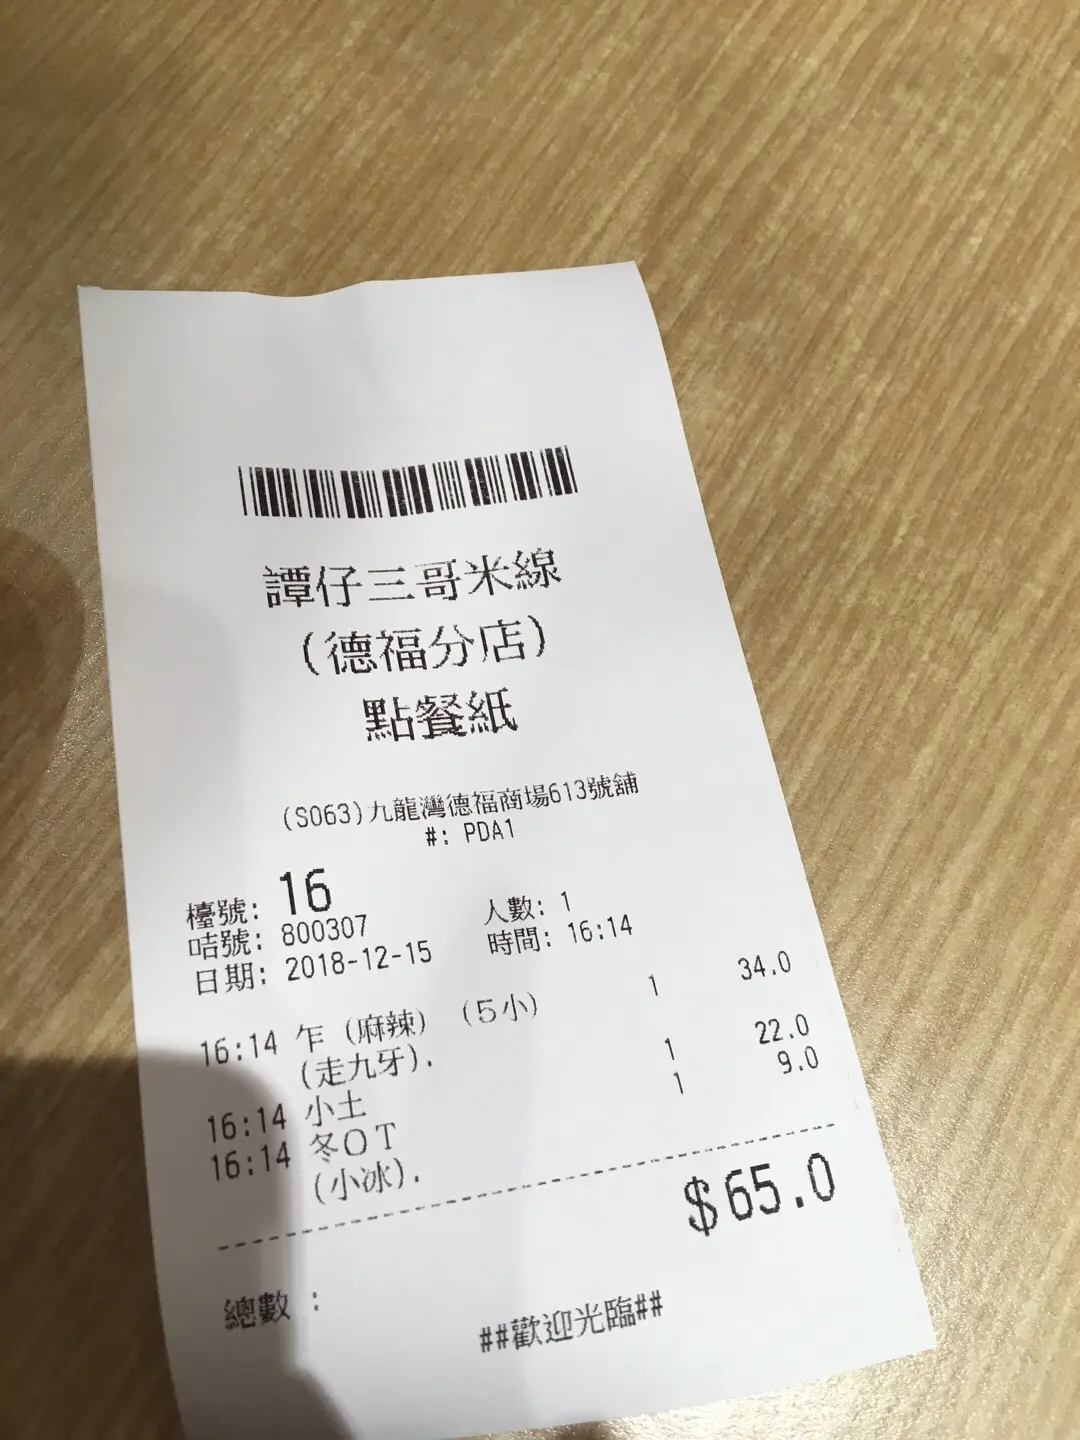 譚仔三哥米線
(德福分店)
點餐紙
(S063)九龍灣德福商場613號舖
#: PDA1
檯號: 16 人數: 1
咭號: 800307 時間: 16:14
日期: 2018-12-15
16:14 乍 (麻辣) (5小) 1 34.0
(走九牙).
16:14 小土 1 22.0
16:14 冬OT 1 9.0
(小冰).
$65.0
總數 :
##歡迎光臨##